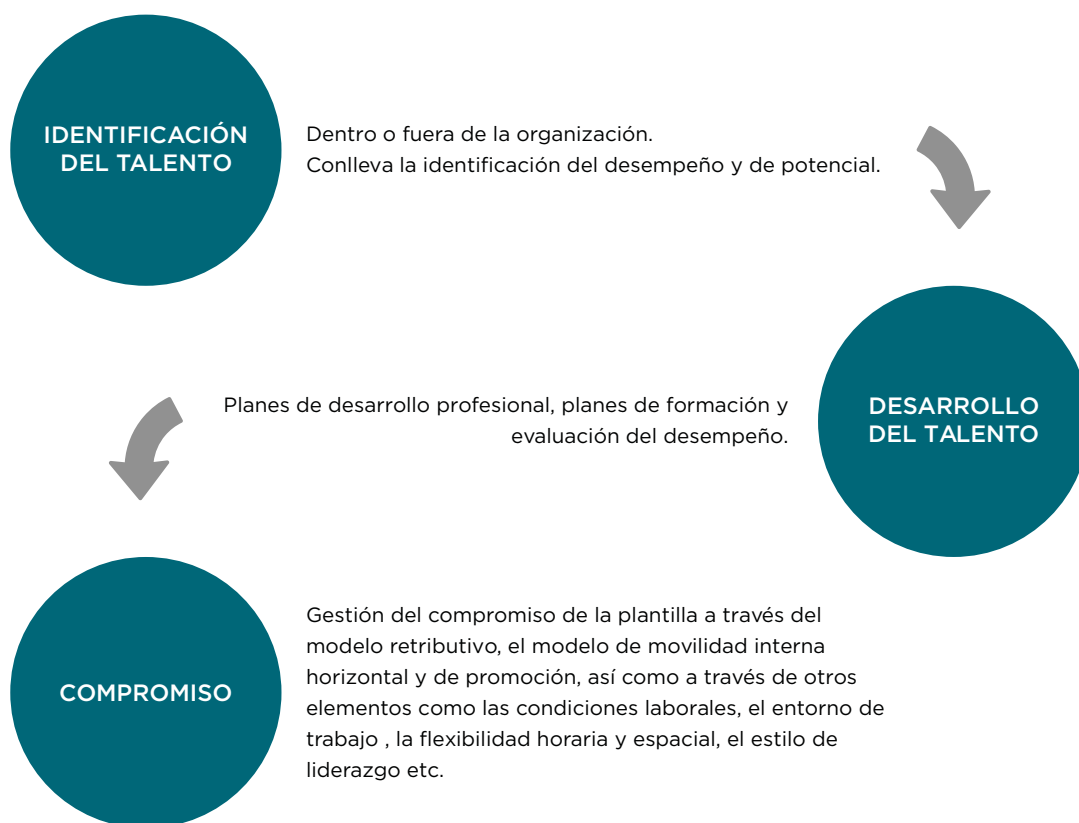 IDENTIFICACIÓN
DEL TALENTO
Dentro o fuera de la organización.
Conlleva la identificación del desempeño y de potencial.
DESARROLLO
DEL TALENTO
Planes de desarrollo profesional, planes de formación y
evaluación del desempeño.
COMPROMISO
Gestión del compromiso de la plantilla a través del
modelo retributivo, el modelo de movilidad interna
horizontal y de promoción, así como a través de otros
elementos como las condiciones laborales, el entorno de
trabajo , la flexibilidad horaria y espacial, el estilo de
liderazgo etc.